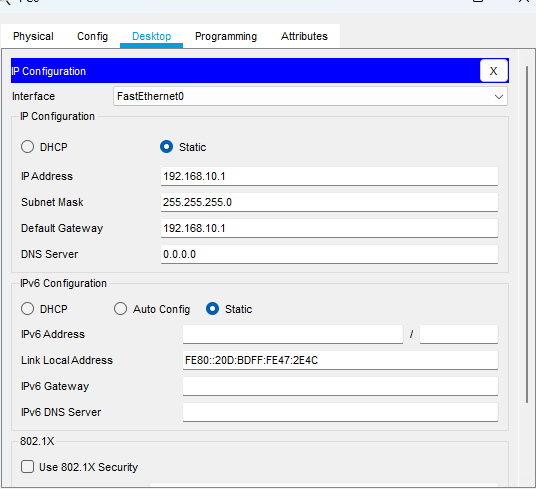 Physical Config Desktop Programming Attributes
IP Configuration X
Interface FastEthernet0
IP Configuration
DHCP Static
IP Address 192.168.10.1
Subnet Mask 255.255.255.0
Default Gateway 192.168.10.1
DNS Server 0.0.0.0
IPv6 Configuration
DHCP Auto Config Static
IPv6 Address /
Link Local Address FE80::20D:BDFF:FE47:2E4C
IPv6 Gateway
IPv6 DNS Server
802.1X
Use 802.1X Security